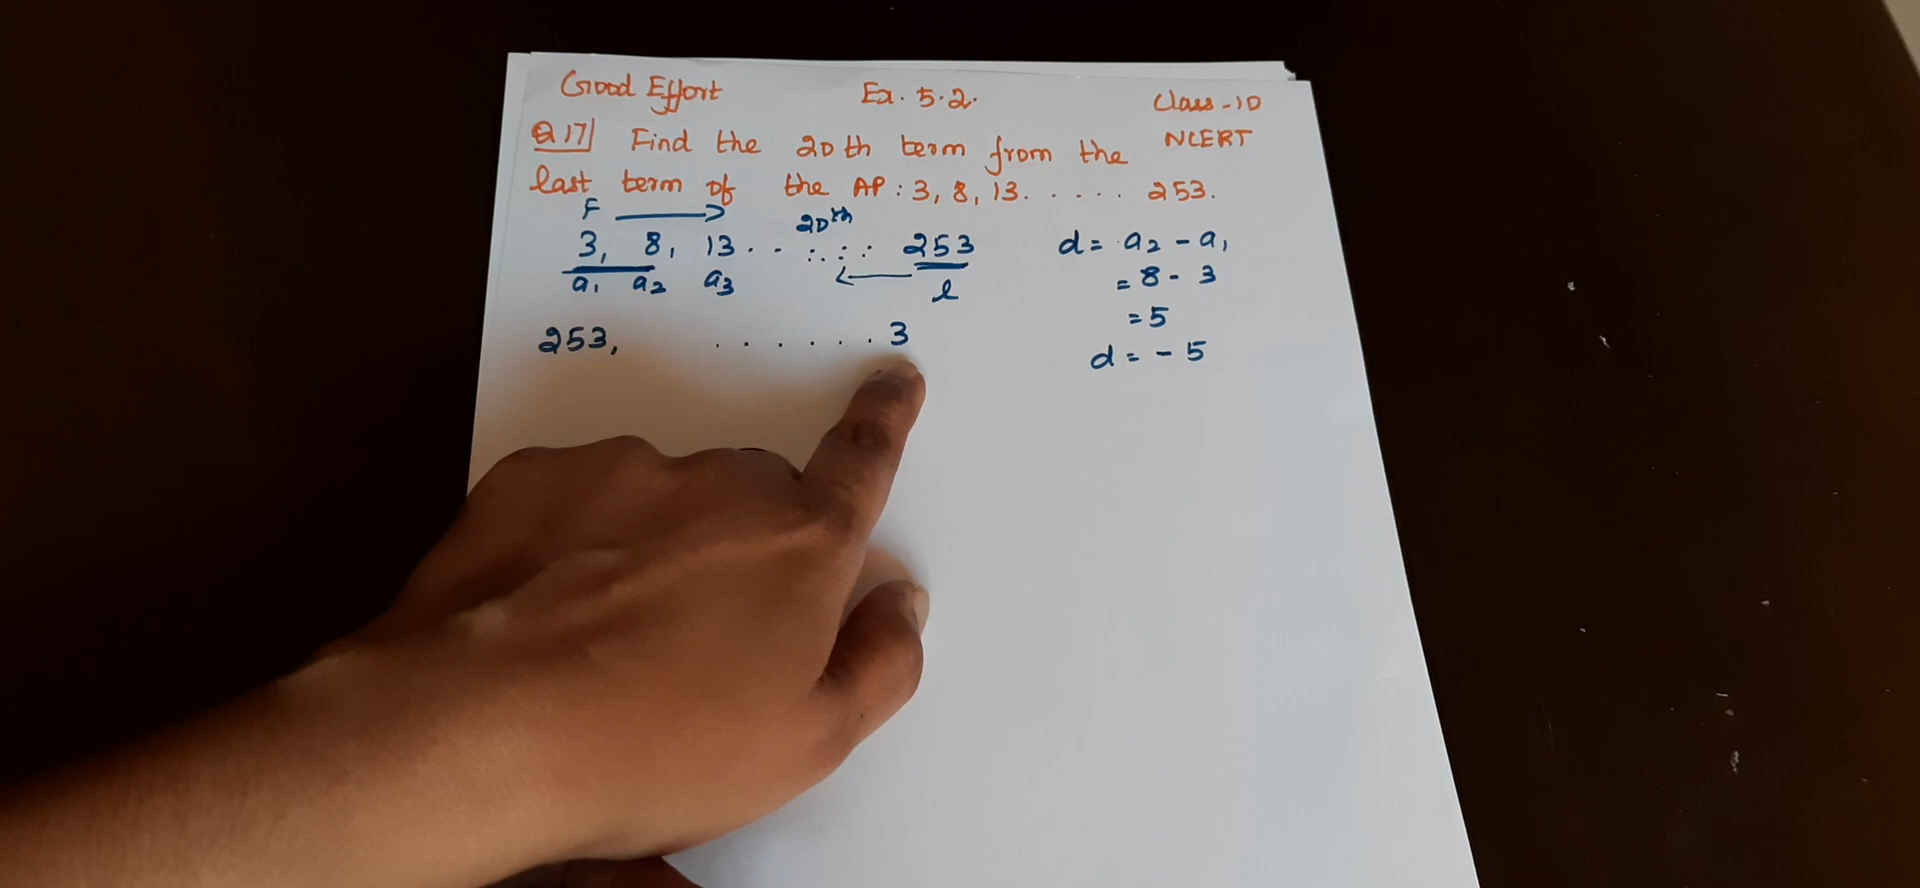 Good Effort Ex. 5.2. Class-10
Q17 Find the 20th term from the NCERT
last term of the AP: 3, 8, 13. . . . . . 253.
F
20th
3, 8, 13. . . : . : . : 253
a1 a2 a3 l
253, . . . . . . 3
d = a2 - a1
= 8 - 3
= 5
d = - 5